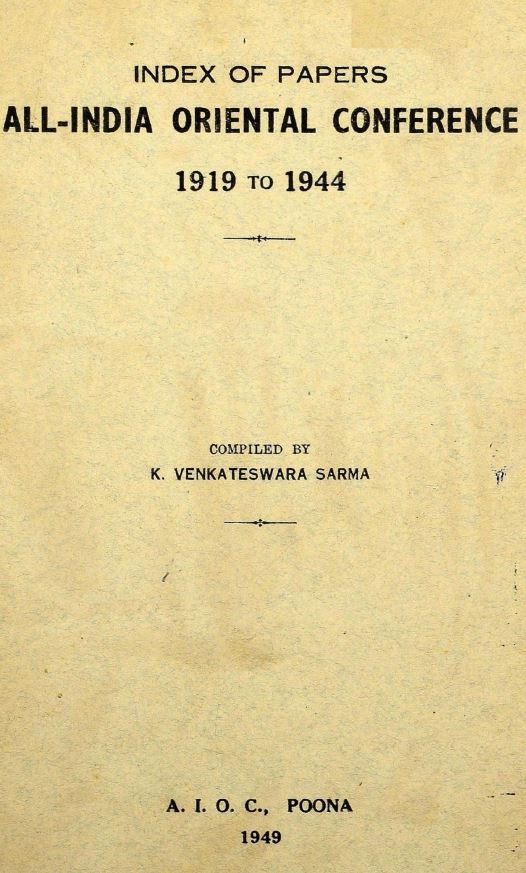 INDEX OF PAPERS
ALL-INDIA ORIENTAL CONFERENCE
1919 TO 1944
COMPILED BY
K. VENKATESWARA SARMA
A. I. O. C., POONA
1949